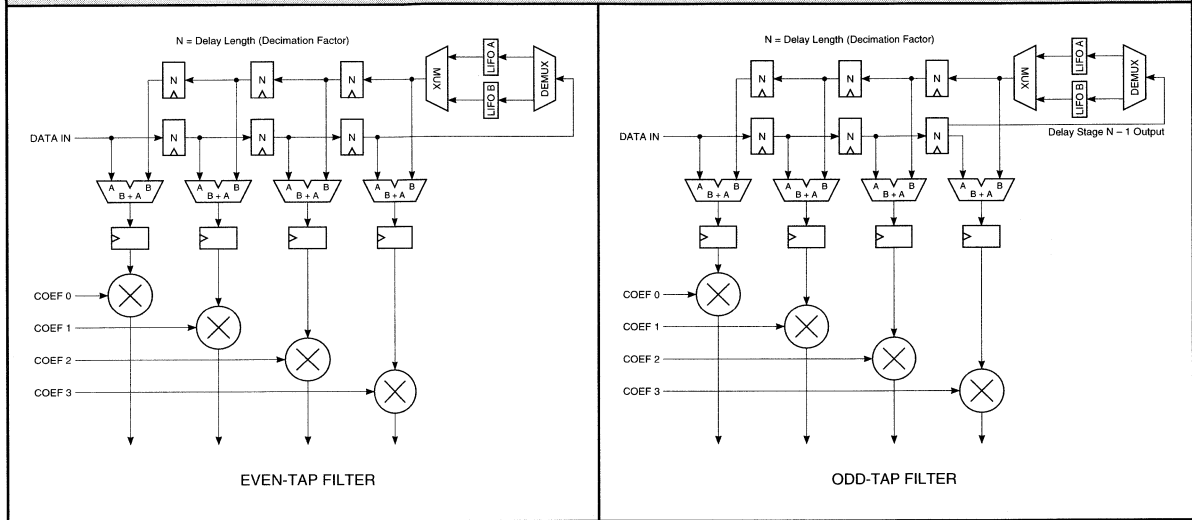 N = Delay Length (Decimation Factor)
N
N
N
MUX
LIFO A
LIFO B
DEMUX
DATA IN
N
N
N
A B
B + A
A B
B + A
A B
B + A
A B
B + A
COEF 0
COEF 1
COEF 2
COEF 3
EVEN-TAP FILTER
N = Delay Length (Decimation Factor)
N
N
N
MUX
LIFO A
LIFO B
DEMUX
DATA IN
N
N
N
Delay Stage N – 1 Output
A B
B + A
A B
B + A
A B
B + A
A B
B + A
COEF 0
COEF 1
COEF 2
COEF 3
ODD-TAP FILTER